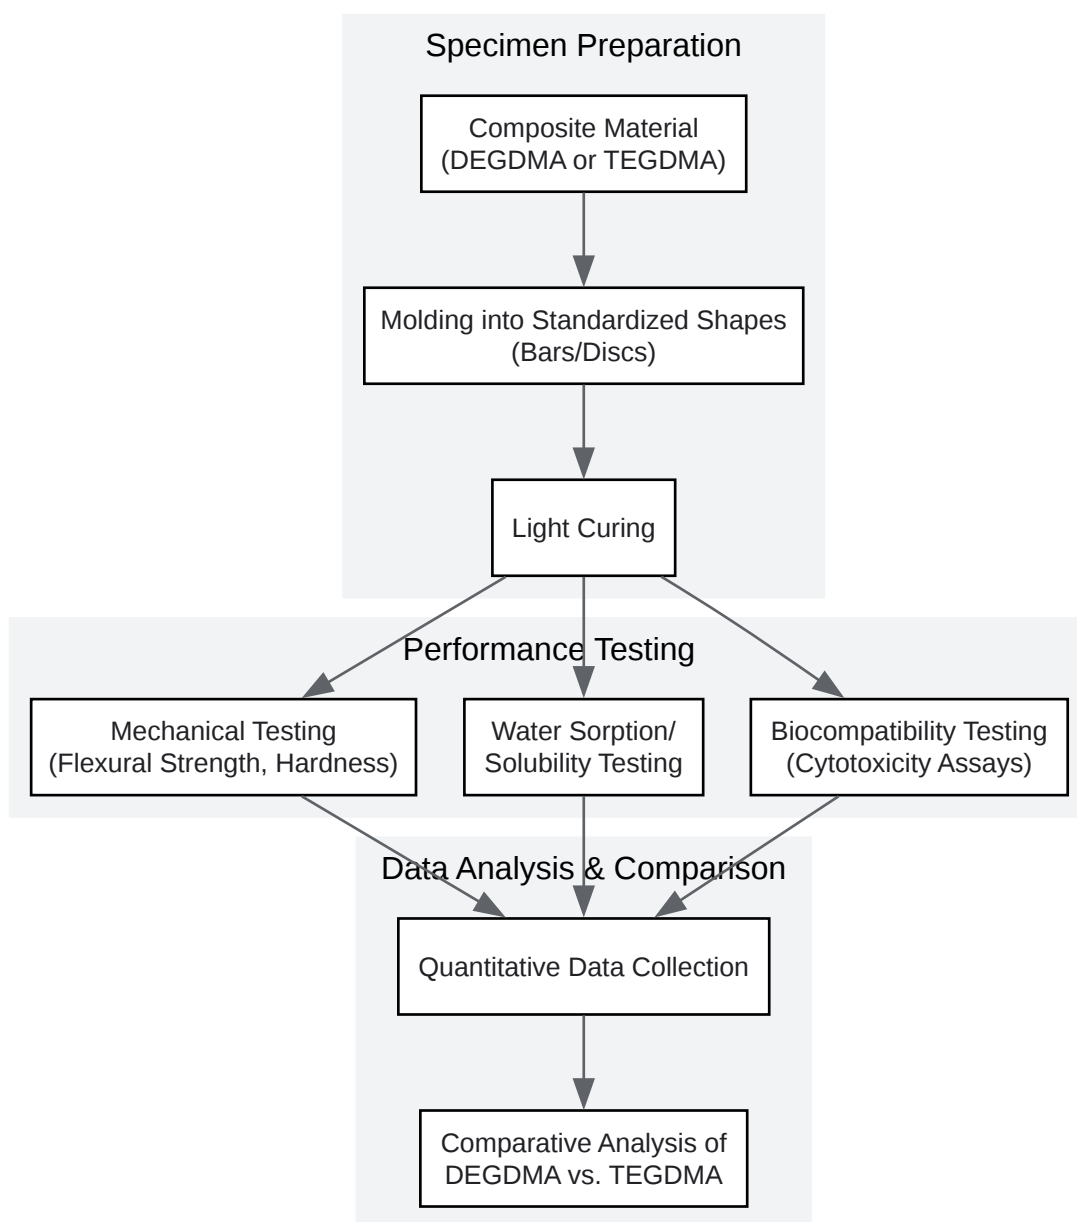 Specimen Preparation
Composite Material
(DEGDMA or TEGDMA)
Molding into Standardized Shapes
(Bars/Discs)
Light Curing
Performance Testing
Mechanical Testing
(Flexural Strength, Hardness)
Water Sorption/
Solubility Testing
Biocompatibility Testing
(Cytotoxicity Assays)
Data Analysis & Comparison
Quantitative Data Collection
Comparative Analysis of
DEGDMA vs. TEGDMA